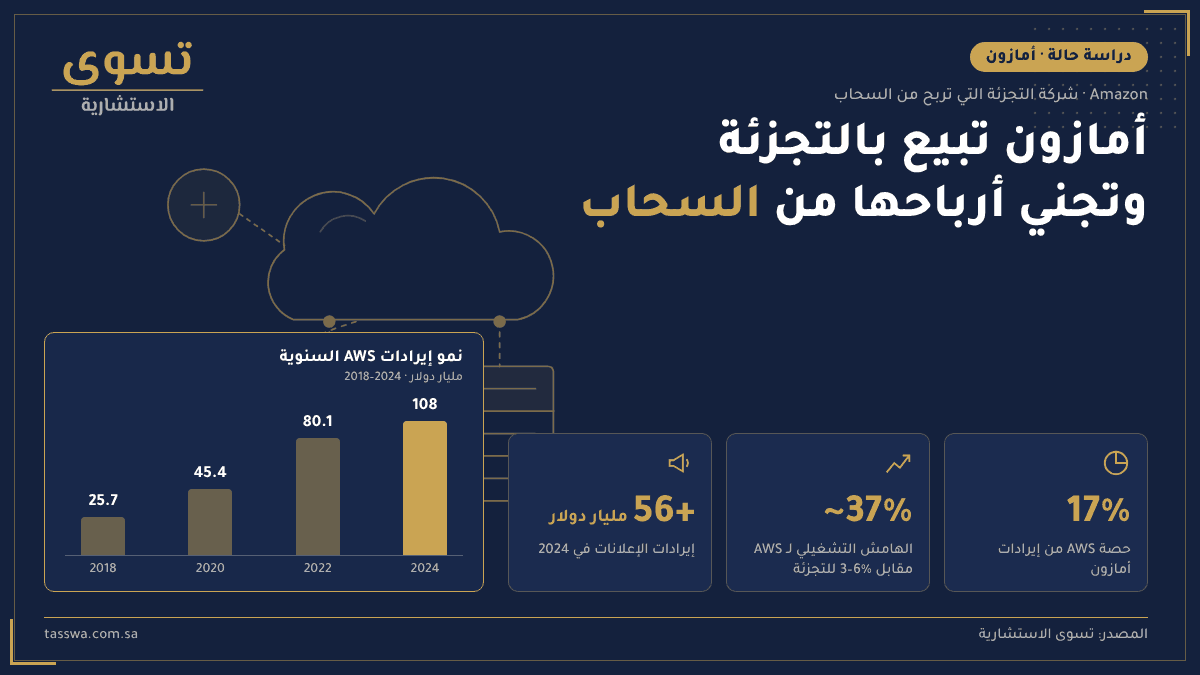 دراسة حالة · أمازون
Amazon · شركة التجزئة التي تربح من السحاب
أمازون تبيع بالتجزئة
وتجني أرباحها من السحاب
تسوى
الاستشارية
نمو إيرادات AWS السنوية
مليار دولار · 2024–2018
108
80.1
45.4
25.7
2024
2022
2020
2018
17%
حصة AWS من إيرادات
أمازون
~37%
الهامش التشغيلي لـ AWS
مقابل 6%–3 للتجزئة
56+ مليار دولار
إيرادات الإعلانات في 2024
المصدر: تسوى الاستشارية
tasswa.com.sa